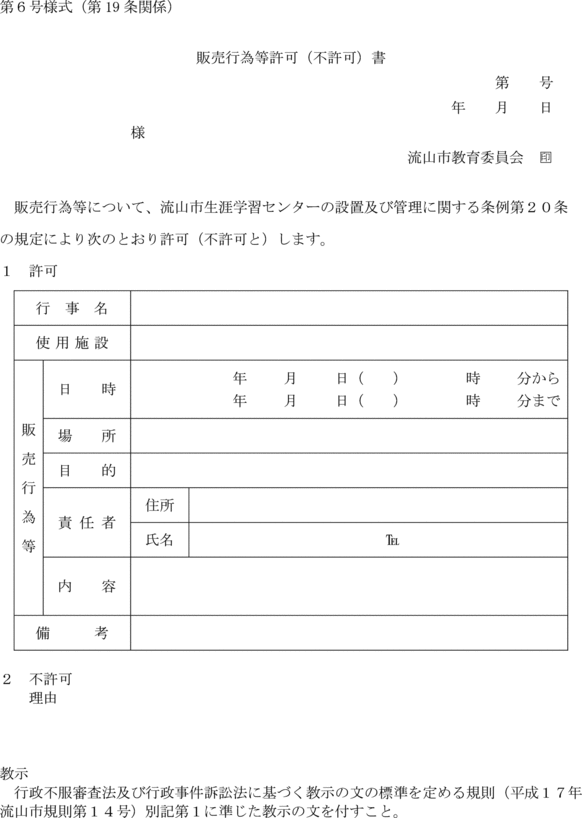 第６号様式（第 19 条関係）
販売行為等許可（不許可）書
第　　号
年　　月　　日
様
流山市教育委員会　印
販売行為等について、流山市生涯学習センターの設置及び管理に関する条例第２０条
の規定により次のとおり許可（不許可と）します。
１　許可
行　事　名
使 用 施 設
販売行為等
日　　時
年　　月　　日（　　）　　時　　分から
年　　月　　日（　　）　　時　　分まで
場　　所
目　　的
責 任 者
住所
氏名　　℡
内　　容
備　　考
２　不許可
理由
教示
行政不服審査法及び行政事件訴訟法に基づく教示の文の標準を定める規則（平成１７年
流山市規則第１４号）別記第１に準じた教示の文を付すこと。